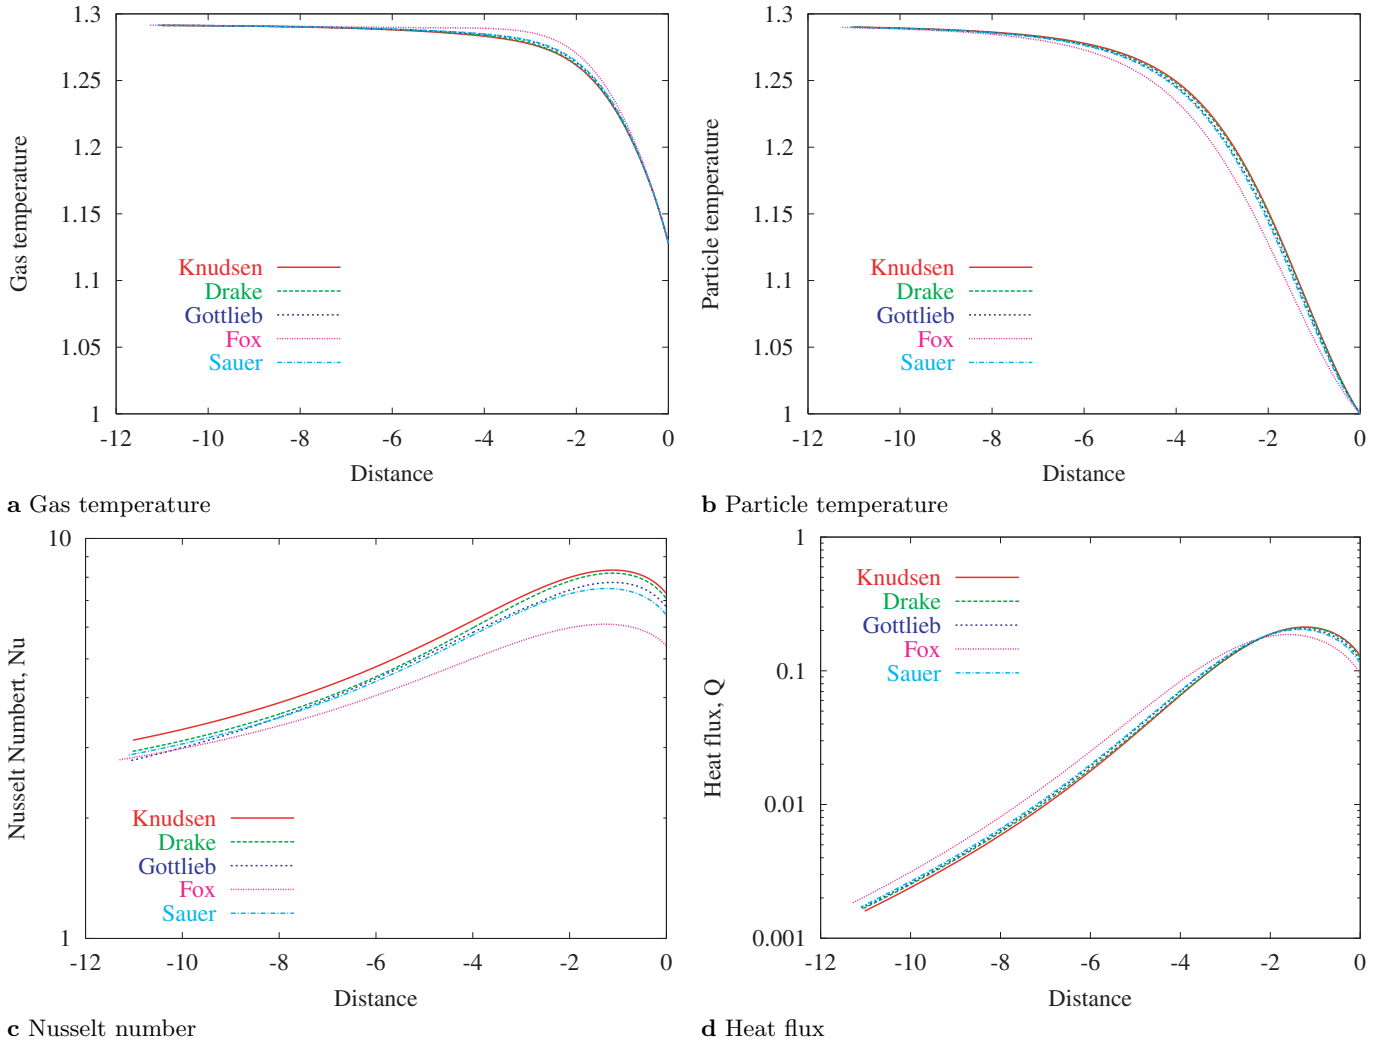 1.3
1.25
1.2
1.15
1.1
1.05
1
Gas temperature
Knudsen
Drake
Gottlieb
Fox
Sauer
-12 -10 -8 -6 -4 -2 0
Distance
a Gas temperature
1.3
1.25
1.2
1.15
1.1
1.05
1
Particle temperature
Knudsen
Drake
Gottlieb
Fox
Sauer
-12 -10 -8 -6 -4 -2 0
Distance
b Particle temperature
10
1
Nusselt Numbert, Nu
Knudsen
Drake
Gottlieb
Fox
Sauer
-12 -10 -8 -6 -4 -2 0
Distance
c Nusselt number
1
0.1
0.01
0.001
Heat flux, Q
Knudsen
Drake
Gottlieb
Fox
Sauer
-12 -10 -8 -6 -4 -2 0
Distance
d Heat flux